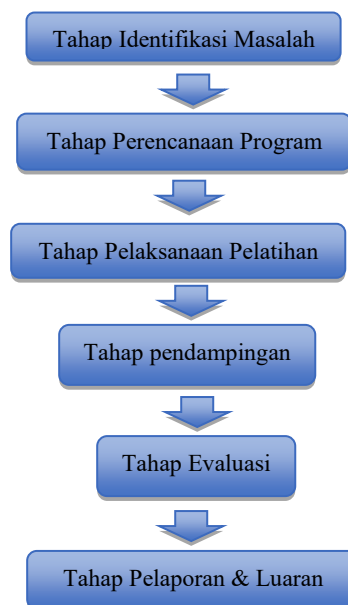 Tahap Identifikasi Masalah
Tahap Perencanaan Program
Tahap Pelaksanaan Pelatihan
Tahap pendampingan
Tahap Evaluasi
Tahap Pelaporan & Luaran